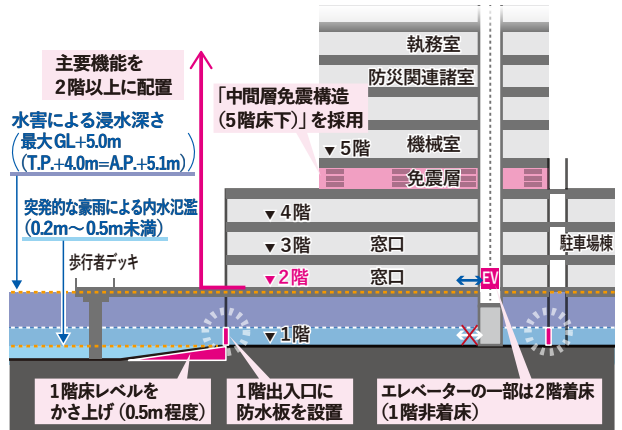 執務室
主要機能を
2階以上に配置
防災関連諸室
「中間層免震構造
（5階床下）」を採用
水害による浸水深さ
最大GL+5.0m
（T.P.+4.0m=A.P.+5.1m）
▼5階
機械室
免震層
突発的な豪雨による内水氾濫
（0.2m～0.5m未満）
▼4階
▼3階
窓口
駐車場棟
歩行者デッキ
▼2階
窓口
EV
▼1階
1階床レベルを
かさ上げ（0.5m程度）
1階出入口に
防水板を設置
エレベーターの一部は2階着床
（1階非着床）